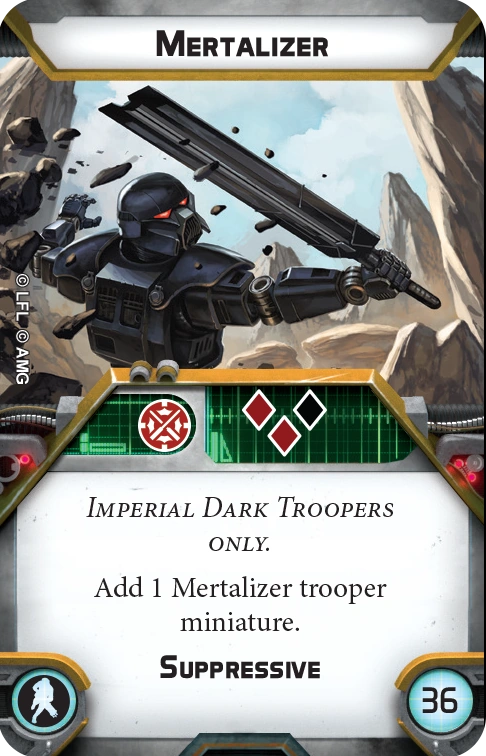 MERTALIZER
© LFL © AMG
IMPERIAL DARK TROOPERS
ONLY.
Add 1 Mertalizer trooper
miniature.
SUPPRESSIVE
36